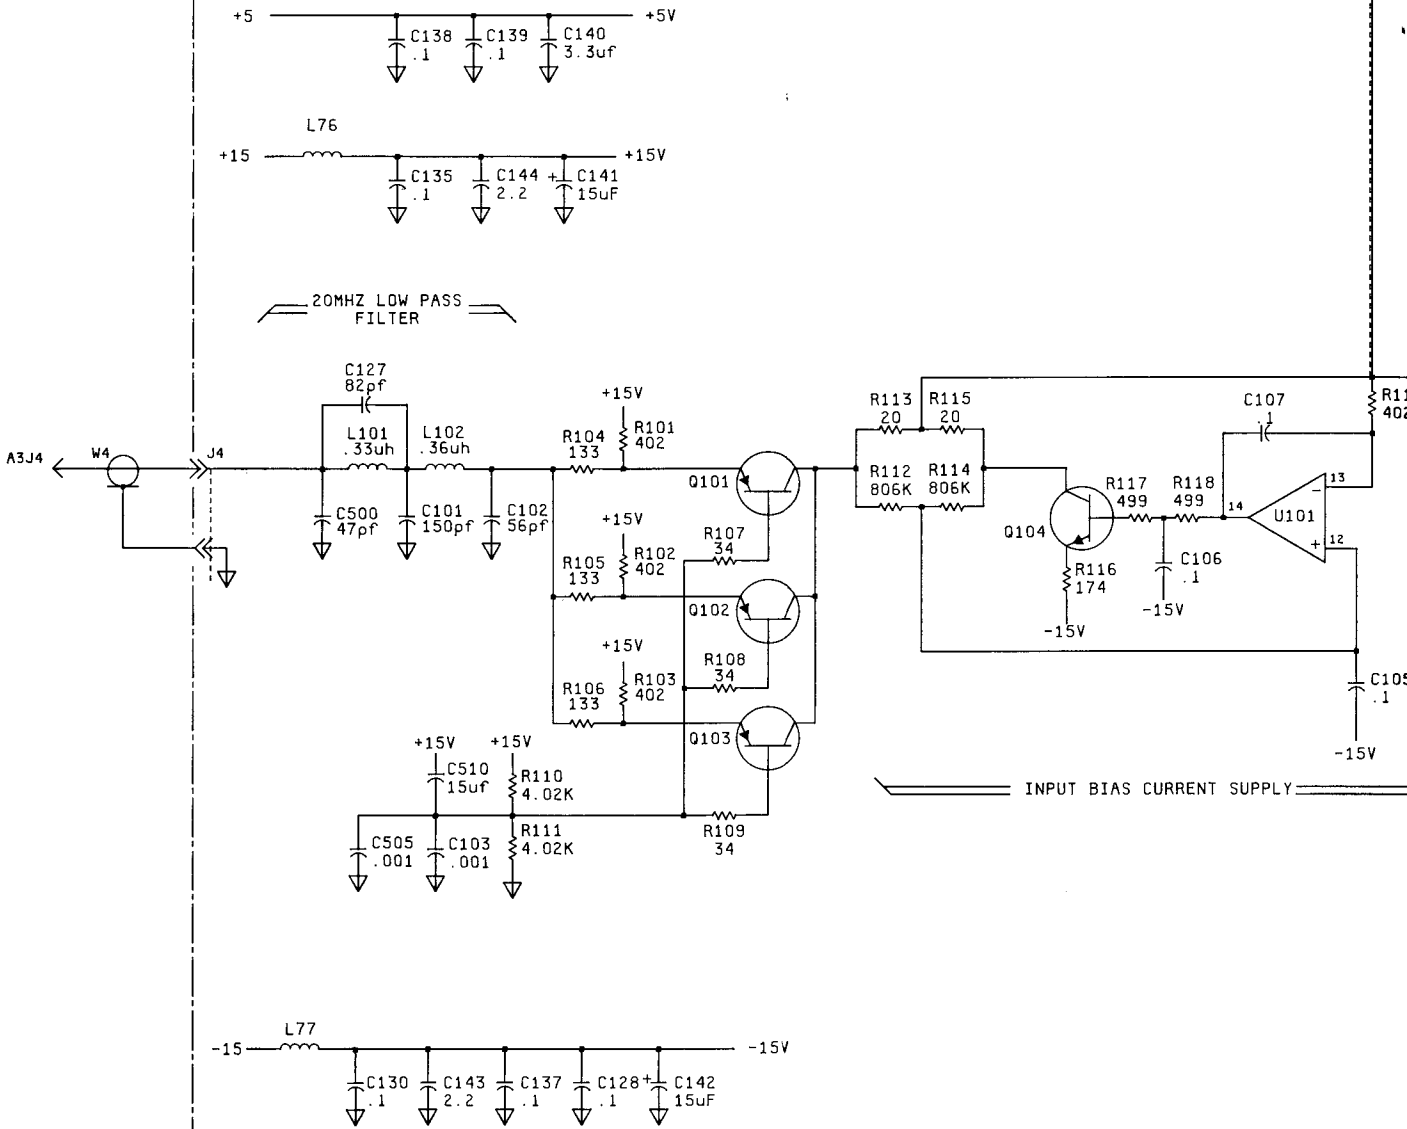 +5
+5V
C138
.1
C139
.1
C140
3.3uf
L76
+15
+15V
C135
.1
C144
2.2
+
C141
15uF
20MHZ LOW PASS
FILTER
C127
82pf
L101
.33uh
L102
.36uh
A3J4
W4
J4
C500
47pf
C101
150pf
C102
56pf
+15V
R104
133
R101
402
Q101
R107
34
+15V
R105
133
R102
402
Q102
R108
34
+15V
R106
133
R103
402
Q103
R109
34
+15V
+15V
C510
15uf
R110
4.02K
C505
.001
C103
.001
R111
4.02K
R113
20
R115
20
R112
806K
R114
806K
Q104
R116
174
-15V
R117
499
R118
499
C106
.1
-15V
C107
.1
14
U101
-
13
+
12
R11
402
C105
.1
-15V
INPUT BIAS CURRENT SUPPLY
L77
-15
-15V
C130
.1
C143
2.2
C137
.1
C128
.1
+
C142
15uF